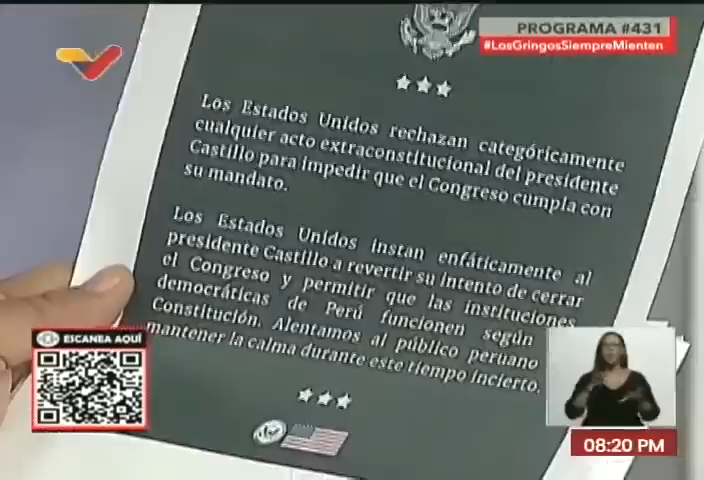 PROGRAMA #431
#LosGringosSiempreMienten
Los Estados Unidos rechazan categóricamente
cualquier acto extraconstitucional del presidente
Castillo para impedir que el Congreso cumpla con
su mandato.
Los Estados Unidos instan enfáticamente al
presidente Castillo a revertir su intento de cerrar
el Congreso y permitir que las instituciones
democráticas de Perú funcionen según
Constitución. Alentamos al público peruano
mantener la calma durante este tiempo incierto.
ESCANEA AQUÍ
08:20 PM